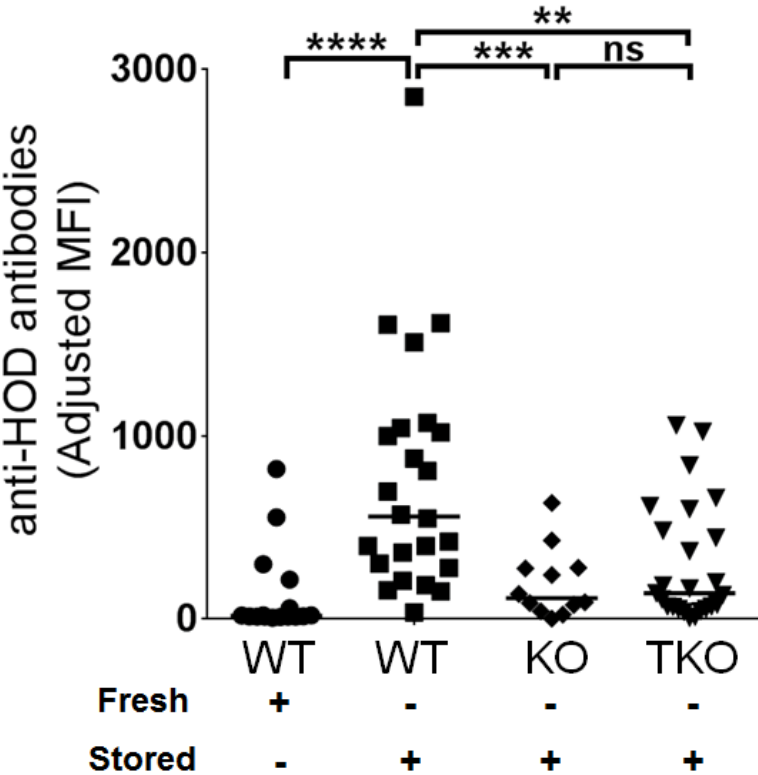 **
**** *** ns
3000
2000
1000
0
anti-HOD antibodies
(Adjusted MFI)
WT WT KO TKO
Fresh + - - -
Stored - + + +